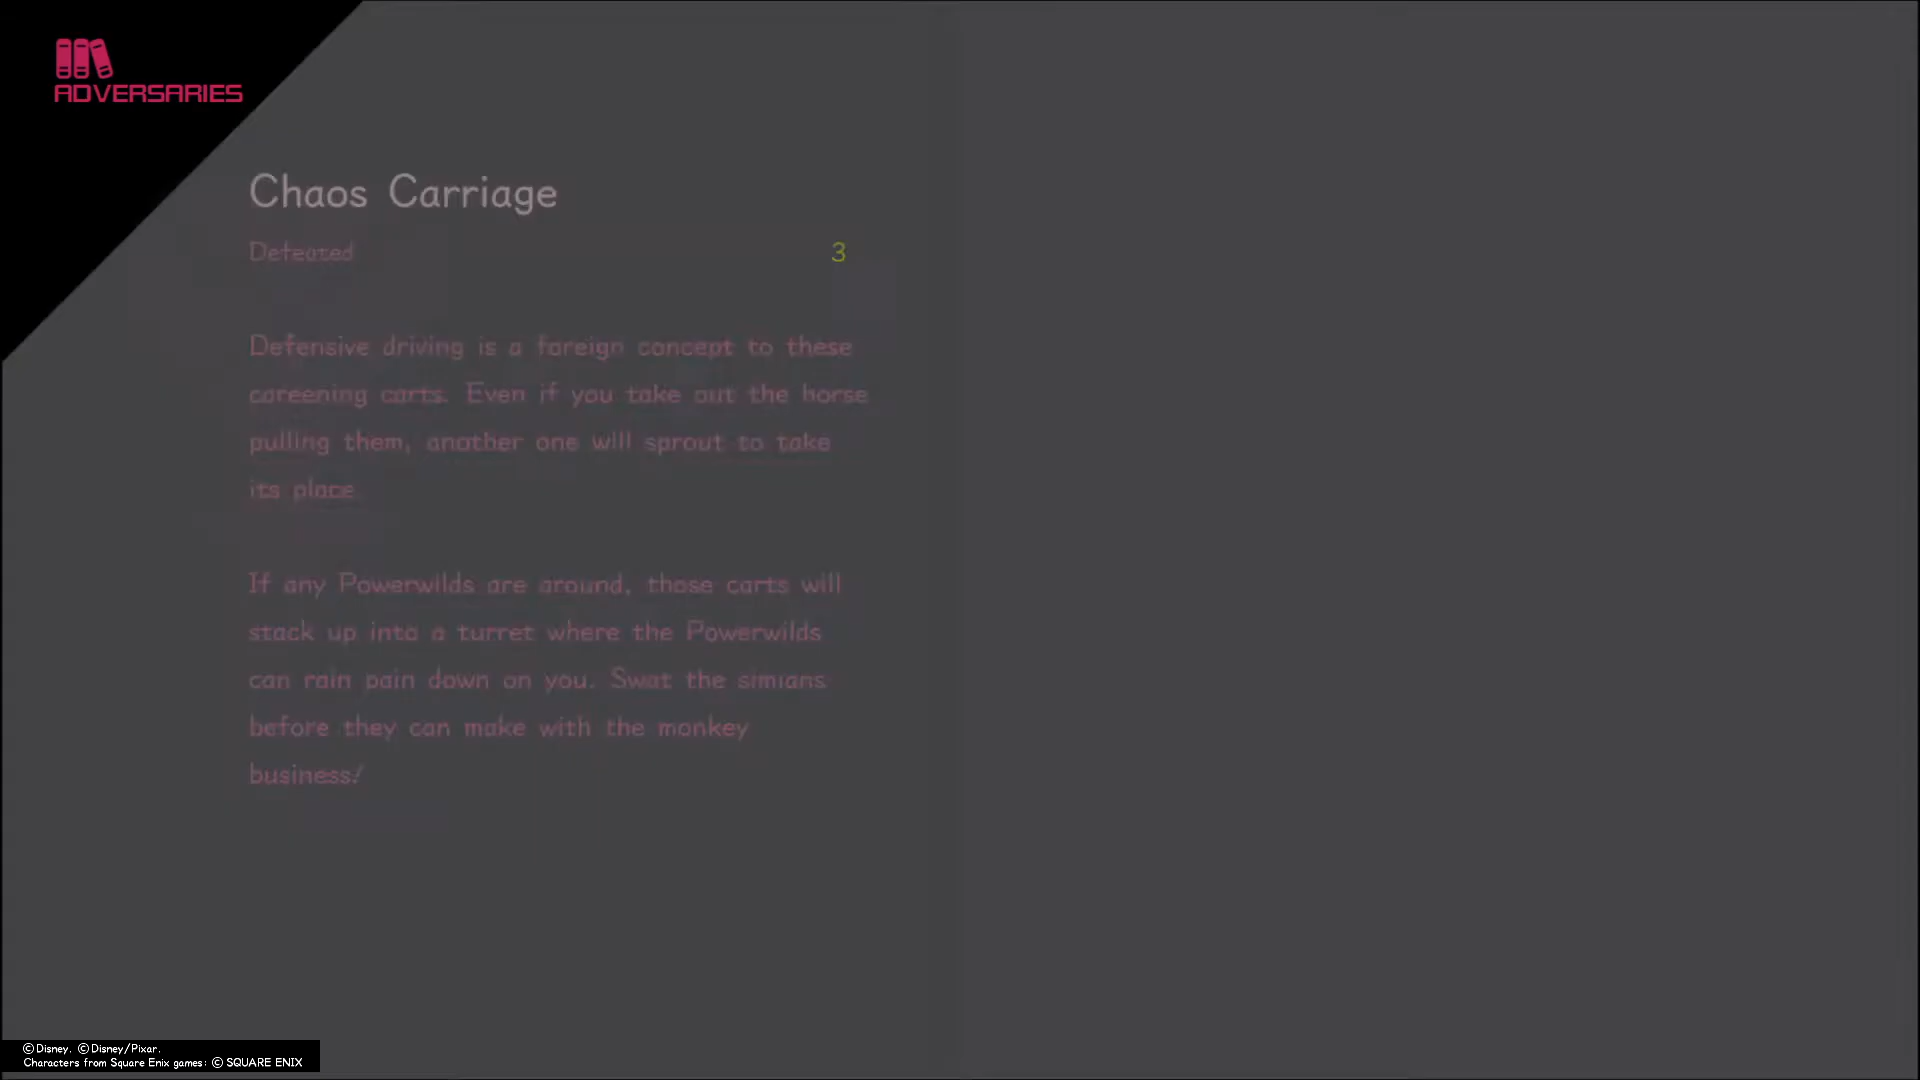 ADVERSARIES
Chaos Carriage
Defeated 3
Defensive driving is a foreign concept to these
careening carts. Even if you take out the horse
pulling them, another one will sprout to take
its place.
If any Powerwilds are around, those carts will
stack up into a turret where the Powerwilds
can rain pain down on you. Swat the simians
before they can make with the monkey
business!
©Disney. ©Disney/Pixar.
Characters from Square Enix games: © SQUARE ENIX